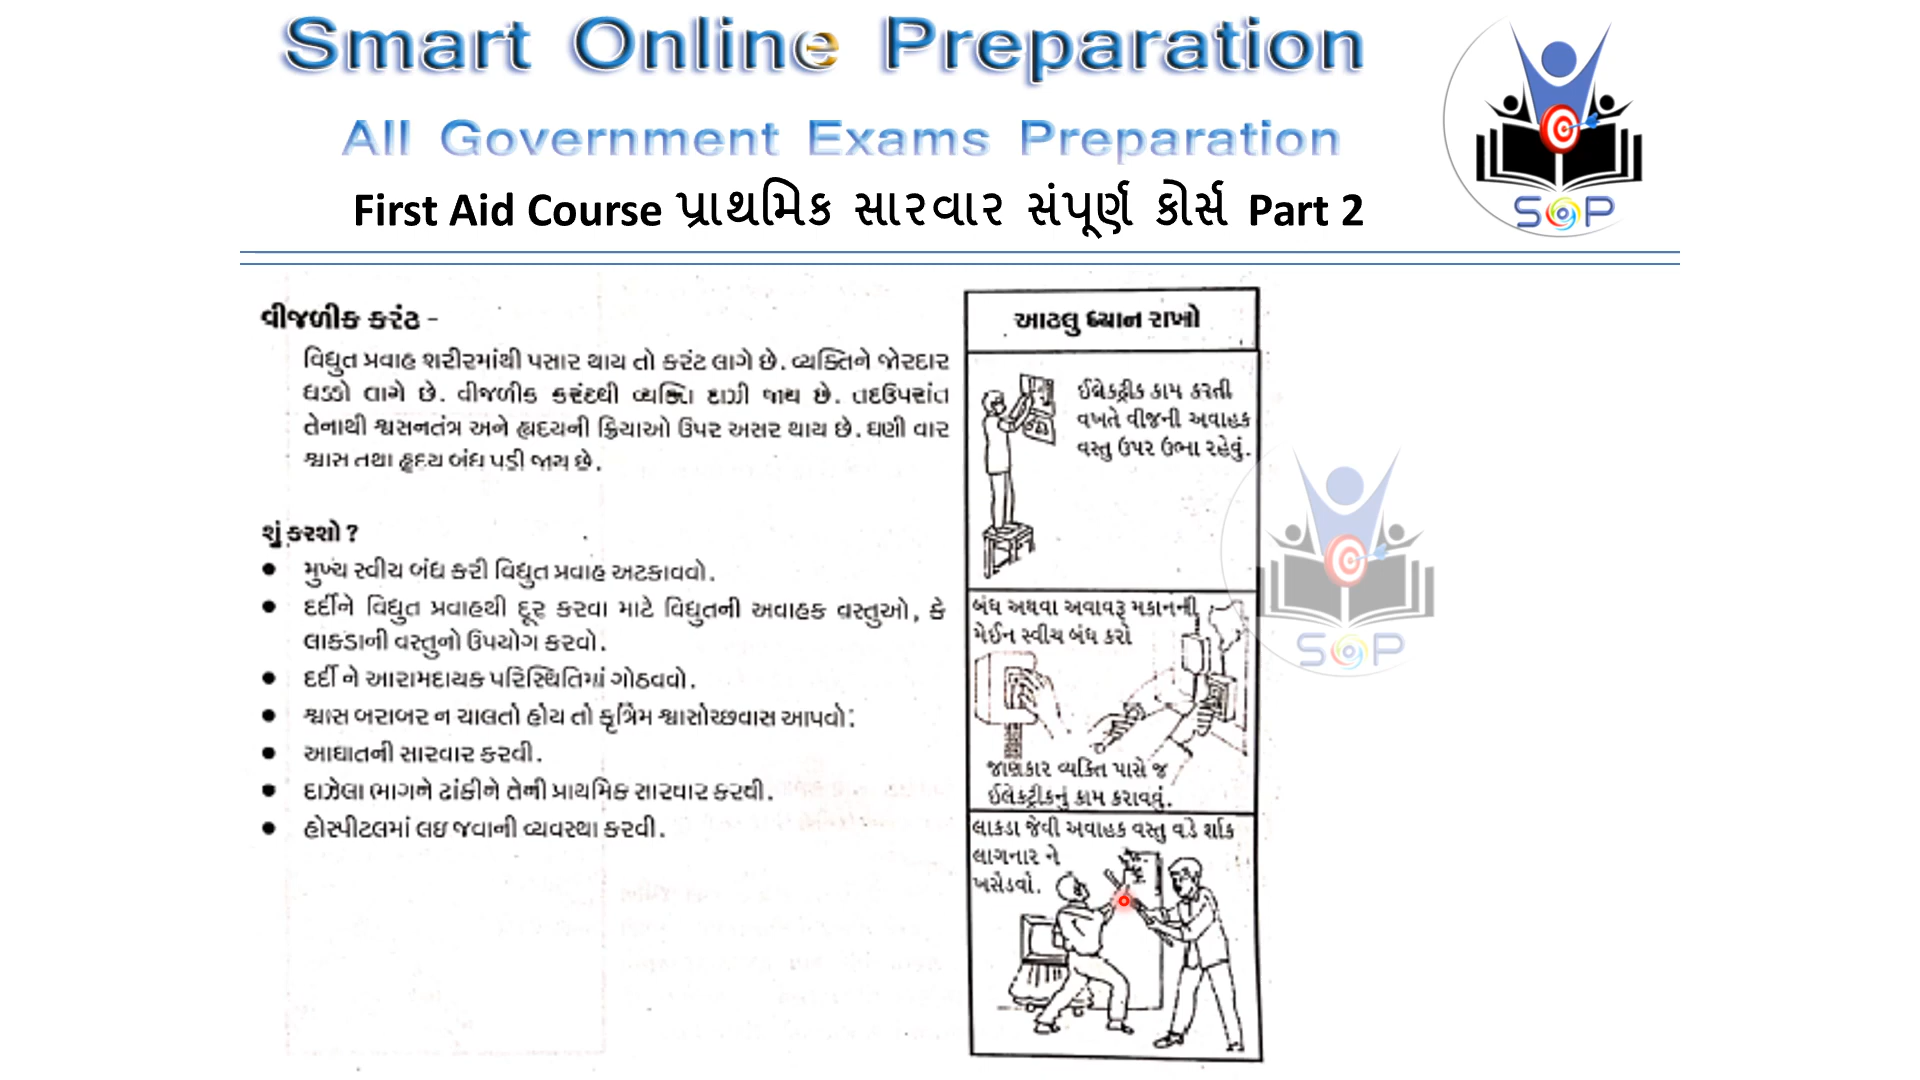 Smart Online Preparation
All Government Exams Preparation
First Aid Course પ્રાથમિક સારવાર સંપૂર્ણ કોર્સ Part 2
SOP
વીજળીક કરંટ -
વિદ્યુત પ્રવાહ શરીરમાંથી પસાર થાય તો કરંટ લાગે છે. વ્યક્તિને જોરદાર
ધડકો લાગે છે. વીજળીક કરંટથી વ્યક્તિ દાઝી જાય છે. તદઉપરાંત
તેનાથી શ્વસનતંત્ર અને હ્યદયની ક્રિયાઓ ઉપર અસર થાય છે. ઘણી વાર
શ્વાસ તથા હૃદય બંધ પડી જાય છે.
શું કરશો ?
● મુખ્ય સ્વીચ બંધ કરી વિદ્યુત પ્રવાહ અટકાવવો.
● દર્દીને વિદ્યુત પ્રવાહથી દૂર કરવા માટે વિદ્યુતની અવાહક વસ્તુઓ, કે
લાકડાની વસ્તુનો ઉપયોગ કરવો.
● દર્દી ને આરામદાયક પરિસ્થિતિમાં ગોઠવવો.
● શ્વાસ બરાબર ન ચાલતો હોય તો કૃત્રિમ શ્વાસોચ્છવાસ આપવો.
● આઘાતની સારવાર કરવી.
● દાઝેલા ભાગને ઢાંકીને તેની પ્રાથમિક સારવાર કરવી.
● હોસ્પીટલમાં લઇ જવાની વ્યવસ્થા કરવી.
આટલુ ધ્યાન રાખો
ઈલેકટ્રીક કામ કરતી
વખતે વીજની અવાહક
વસ્તુ ઉપર ઉભા રહેવું.
બંધ અથવા અવાવરૂ મકાનની
મેઈન સ્વીચ બંધ કરો
જાણકાર વ્યક્તિ પાસે જ
ઈલેકટ્રીકનું કામ કરાવવું.
લાકડા જેવી અવાહક વસ્તુ વડે શૉક
લાગનાર ને
ખસેડવો.
SOP